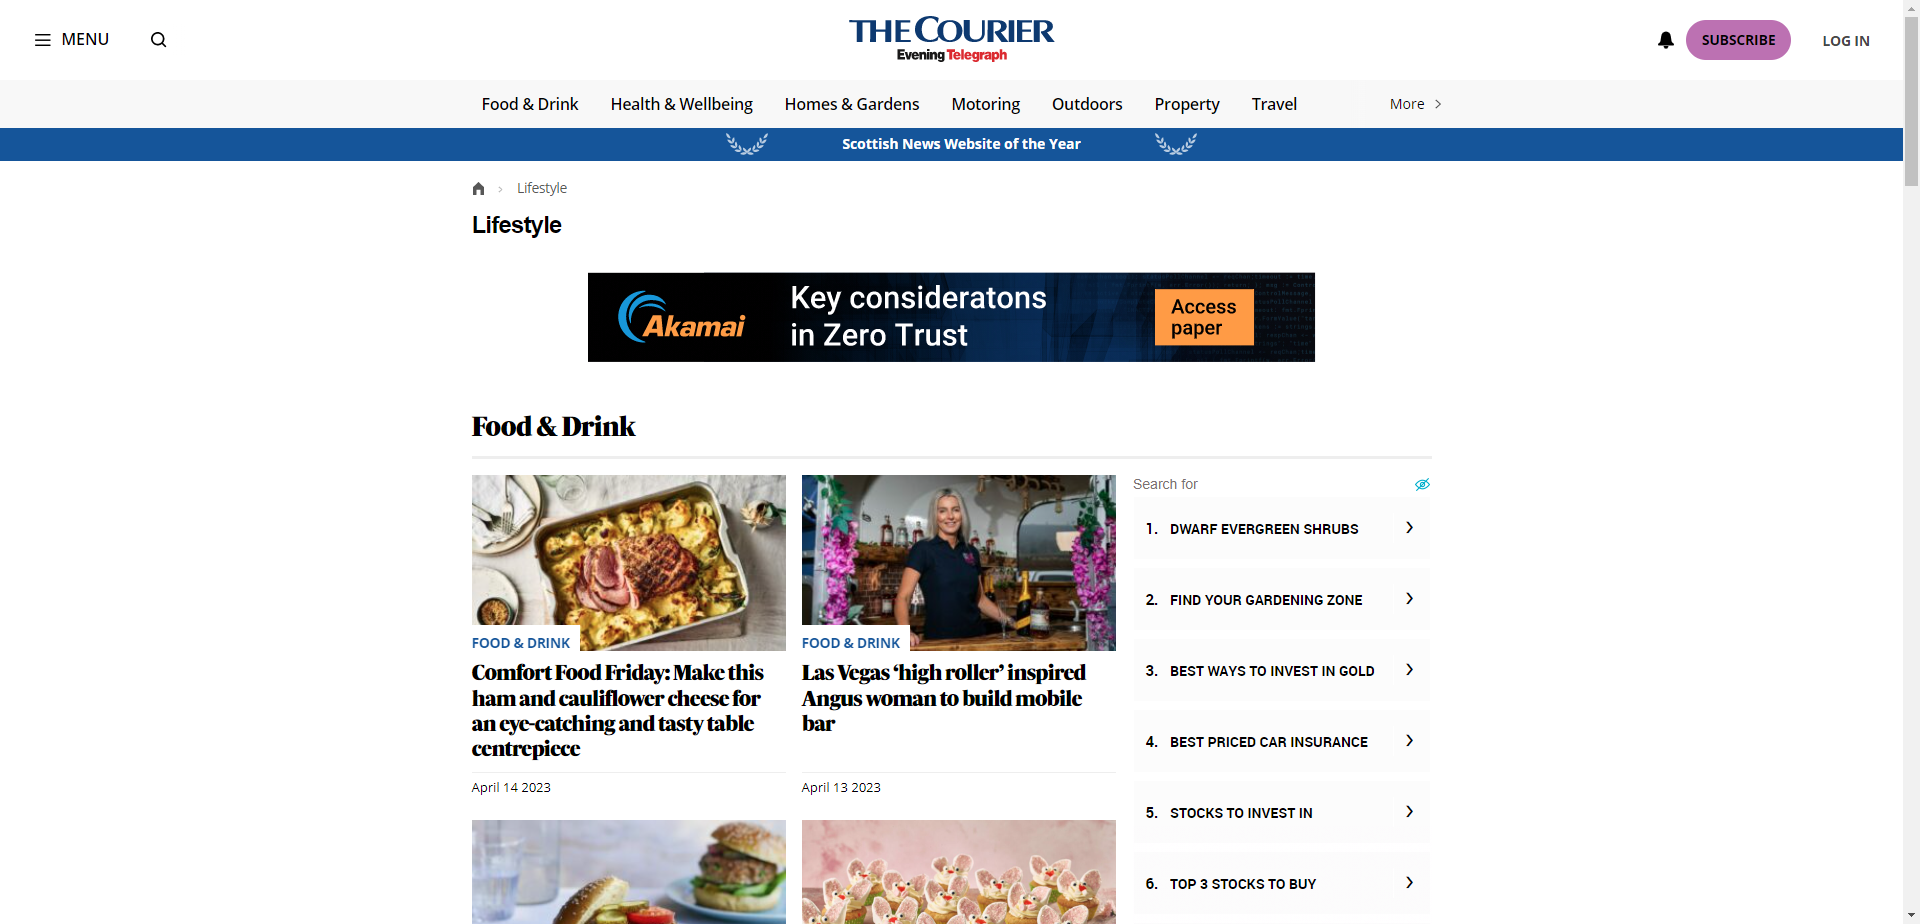 MENU
THE COURIER
Evening Telegraph
SUBSCRIBE
LOG IN
Food & Drink
Health & Wellbeing
Homes & Gardens
Motoring
Outdoors
Property
Travel
More
Scottish News Website of the Year
Lifestyle
Lifestyle
Akamai
Key consideratons
in Zero Trust
Access
paper
Food & Drink
FOOD & DRINK
Comfort Food Friday: Make this
ham and cauliflower cheese for
an eye-catching and tasty table
centrepiece
April 14 2023
FOOD & DRINK
Las Vegas ‘high roller’ inspired
Angus woman to build mobile
bar
April 13 2023
Search for
1. DWARF EVERGREEN SHRUBS
2. FIND YOUR GARDENING ZONE
3. BEST WAYS TO INVEST IN GOLD
4. BEST PRICED CAR INSURANCE
5. STOCKS TO INVEST IN
6. TOP 3 STOCKS TO BUY